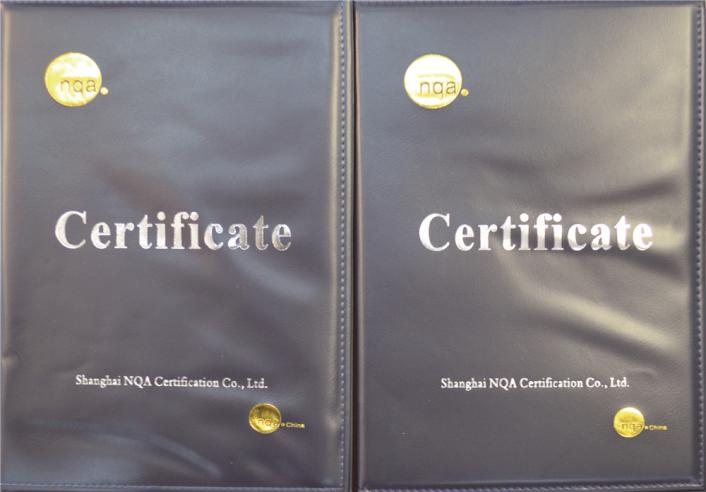 nqa.
Certificate
Shanghai NQA Certification Co., Ltd.
nqa. China
nqa.
Certificate
Shanghai NQA Certification Co., Ltd.
nqa. China